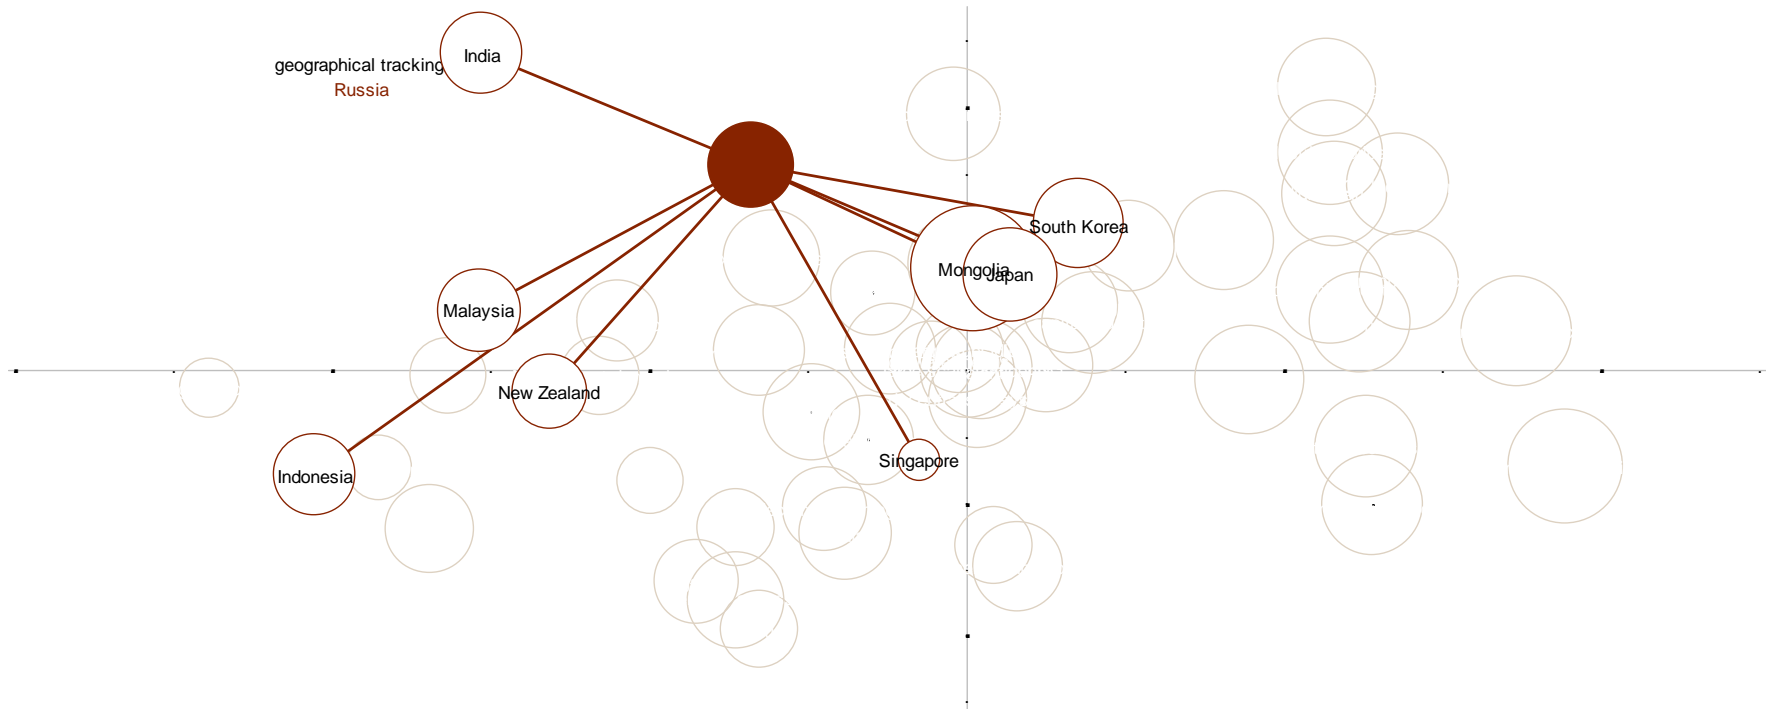 India
geographical tracking
Russia
South Korea
Mongolia
Japan
Malaysia
New Zealand
Singapore
Indonesia